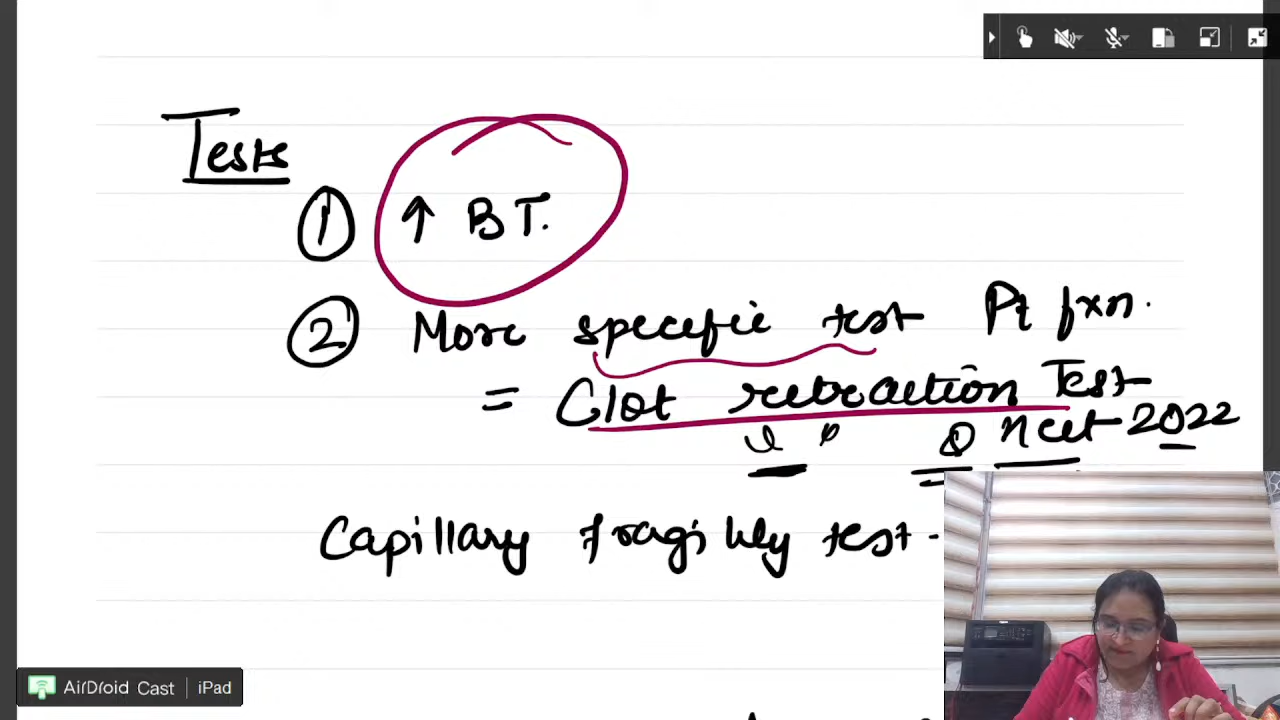 Tests
① ↑ BT.
② More specific test Pt fxn.
= Clot retraction Test
Q Neet 2022
Capillary fragility test -
AirDroid Cast | iPad